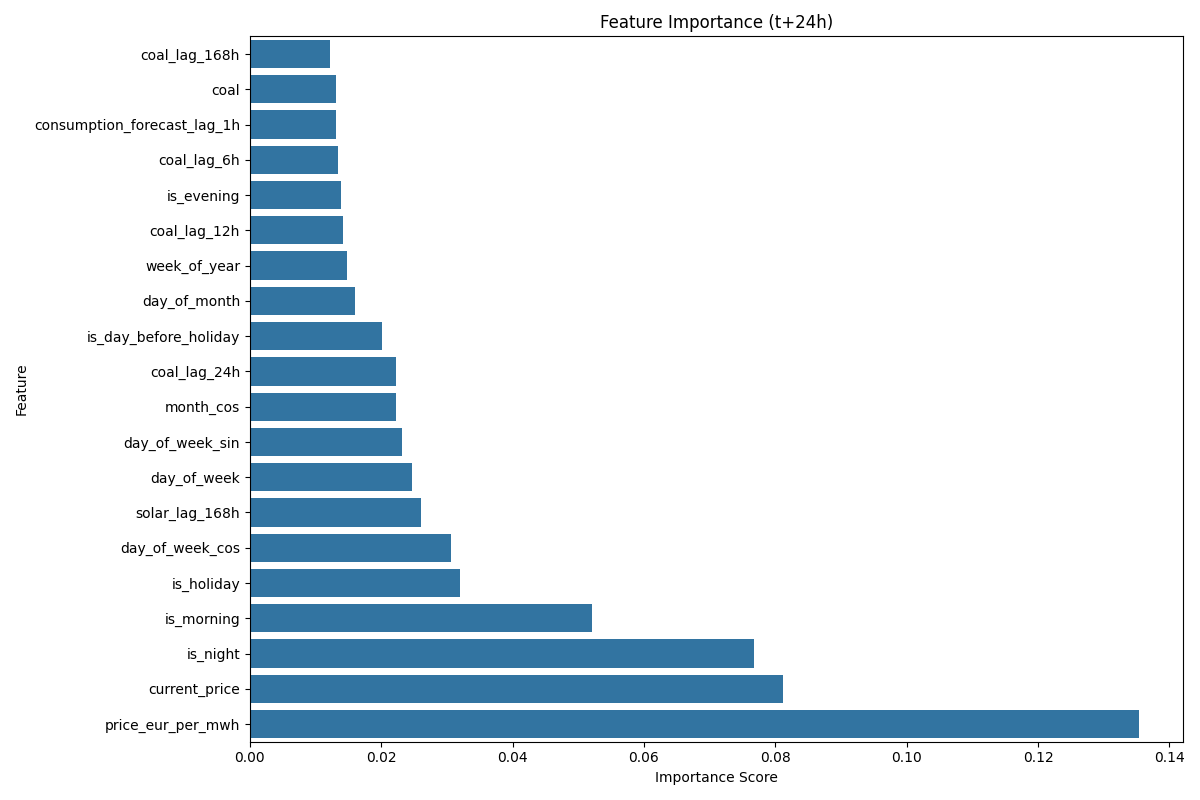 Feature Importance (t+24h)
coal_lag_168h
coal
consumption_forecast_lag_1h
coal_lag_6h
is_evening
coal_lag_12h
week_of_year
day_of_month
is_day_before_holiday
coal_lag_24h
month_cos
day_of_week_sin
day_of_week
solar_lag_168h
day_of_week_cos
is_holiday
is_morning
is_night
current_price
price_eur_per_mwh
Feature
0.00 0.02 0.04 0.06 0.08 0.10 0.12 0.14
Importance Score